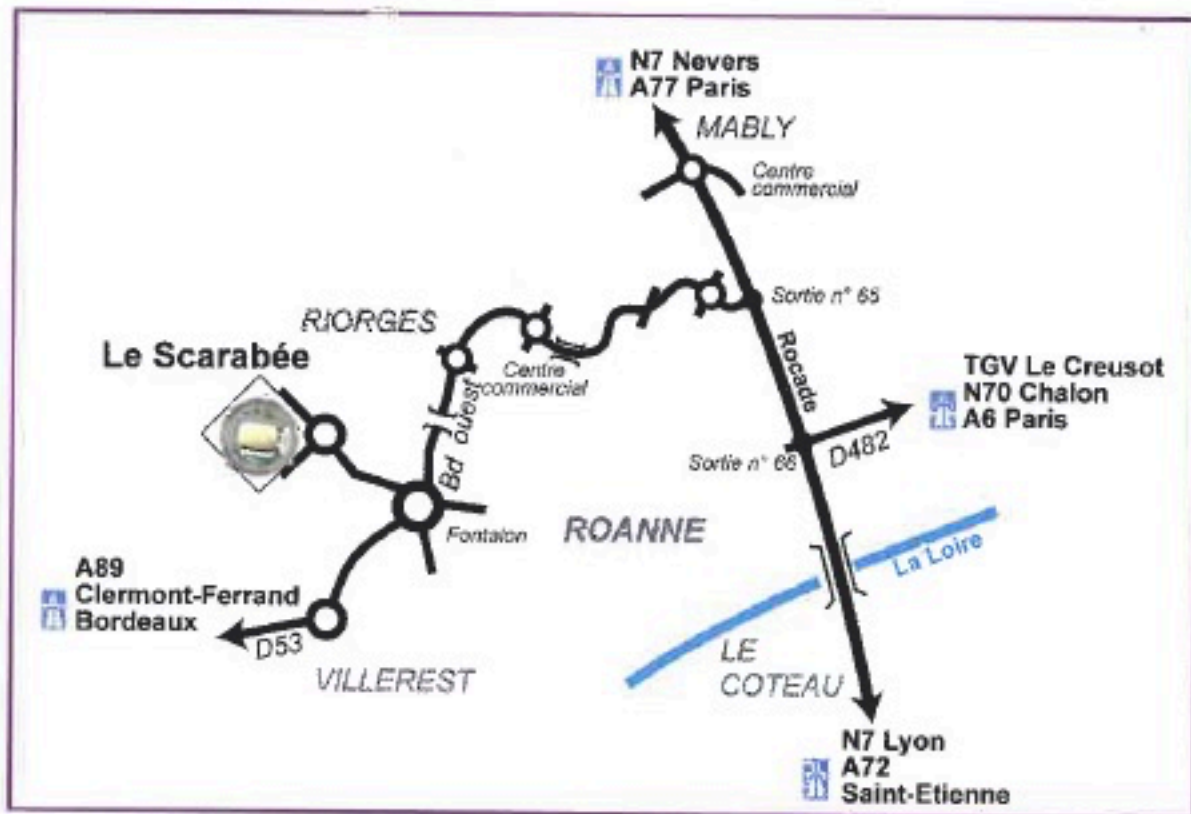 N7 Nevers
A77 Paris
MABLY
Centre
commercial
Sortie n° 65
RIORGES
Le Scarabée
Centre
commercial
Rocade
TGV Le Creusot
N70 Chalon
A6 Paris
D482
Sortie n° 66
Bd ouest
Fontalon
ROANNE
La Loire
A89
Clermont-Ferrand
Bordeaux
D53
VILLEREST
LE
COTEAU
N7 Lyon
A72
Saint-Etienne